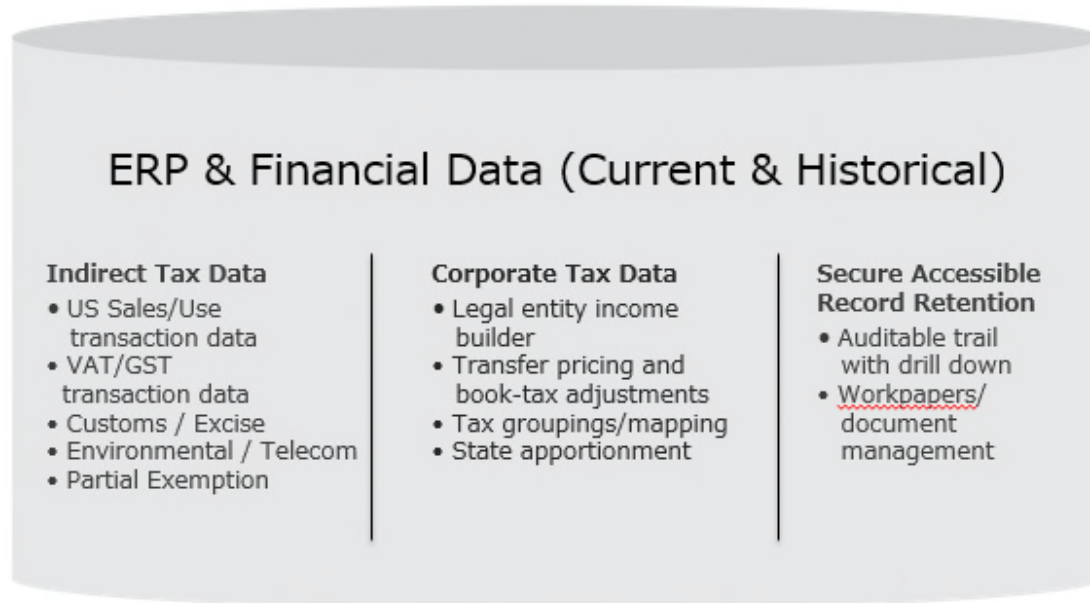 ERP & Financial Data (Current & Historical)
Indirect Tax Data
• US Sales/Use
transaction data
• VAT/GST
transaction data
• Customs / Excise
• Environmental / Telecom
• Partial Exemption
Corporate Tax Data
• Legal entity income
builder
• Transfer pricing and
book-tax adjustments
• Tax groupings/mapping
• State apportionment
Secure Accessible
Record Retention
• Auditable trail
with drill down
• Workpapers/
document
management